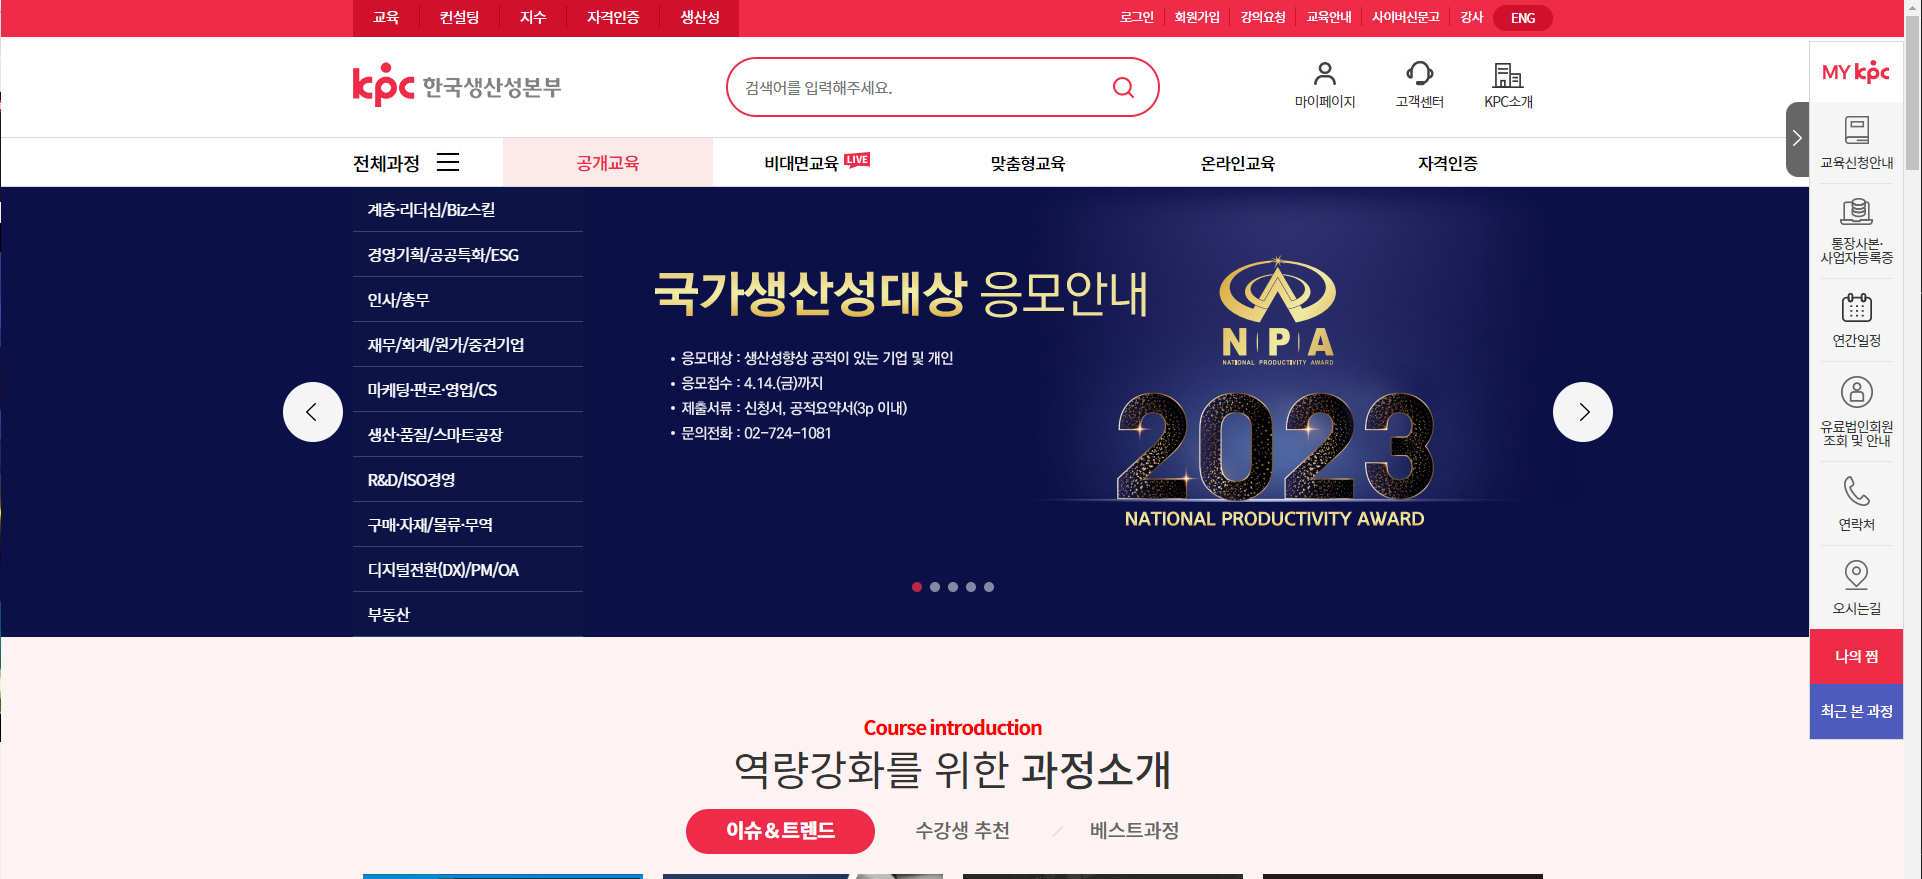 교육 컨설팅 지수 자격인증 생산성
로그인 회원가입 강의요청 교육안내 사이버신문고 강사 ENG
kpc 한국생산성본부
검색어를 입력해주세요.
마이페이지 고객센터 KPC소개
전체과정 공개교육 비대면교육 LIVE 맞춤형교육 온라인교육 자격인증
계층·리더십/Biz스킬
경영기획/공공특화/ESG
인사/총무
재무/회계/원가/중견기업
마케팅·판로·영업/CS
생산·품질/스마트공장
R&D/ISO경영
구매·자재/물류·무역
디지털전환(DX)/PM/OA
부동산
국가생산성대상 응모안내
• 응모대상 : 생산성향상 공적이 있는 기업 및 개인
• 응모접수 : 4.14.(금)까지
• 제출서류 : 신청서, 공적요약서(3p 이내)
• 문의전화 : 02-724-1081
N P A
NATIONAL PRODUCTIVITY AWARD
2023
NATIONAL PRODUCTIVITY AWARD
MY kpc
교육신청안내
통장사본·
사업자등록증
연간일정
유료법인회원
조회 및 안내
연락처
오시는길
나의 찜
최근 본 과정
Course introduction
역량강화를 위한 과정소개
이슈&트렌드 수강생 추천 베스트과정